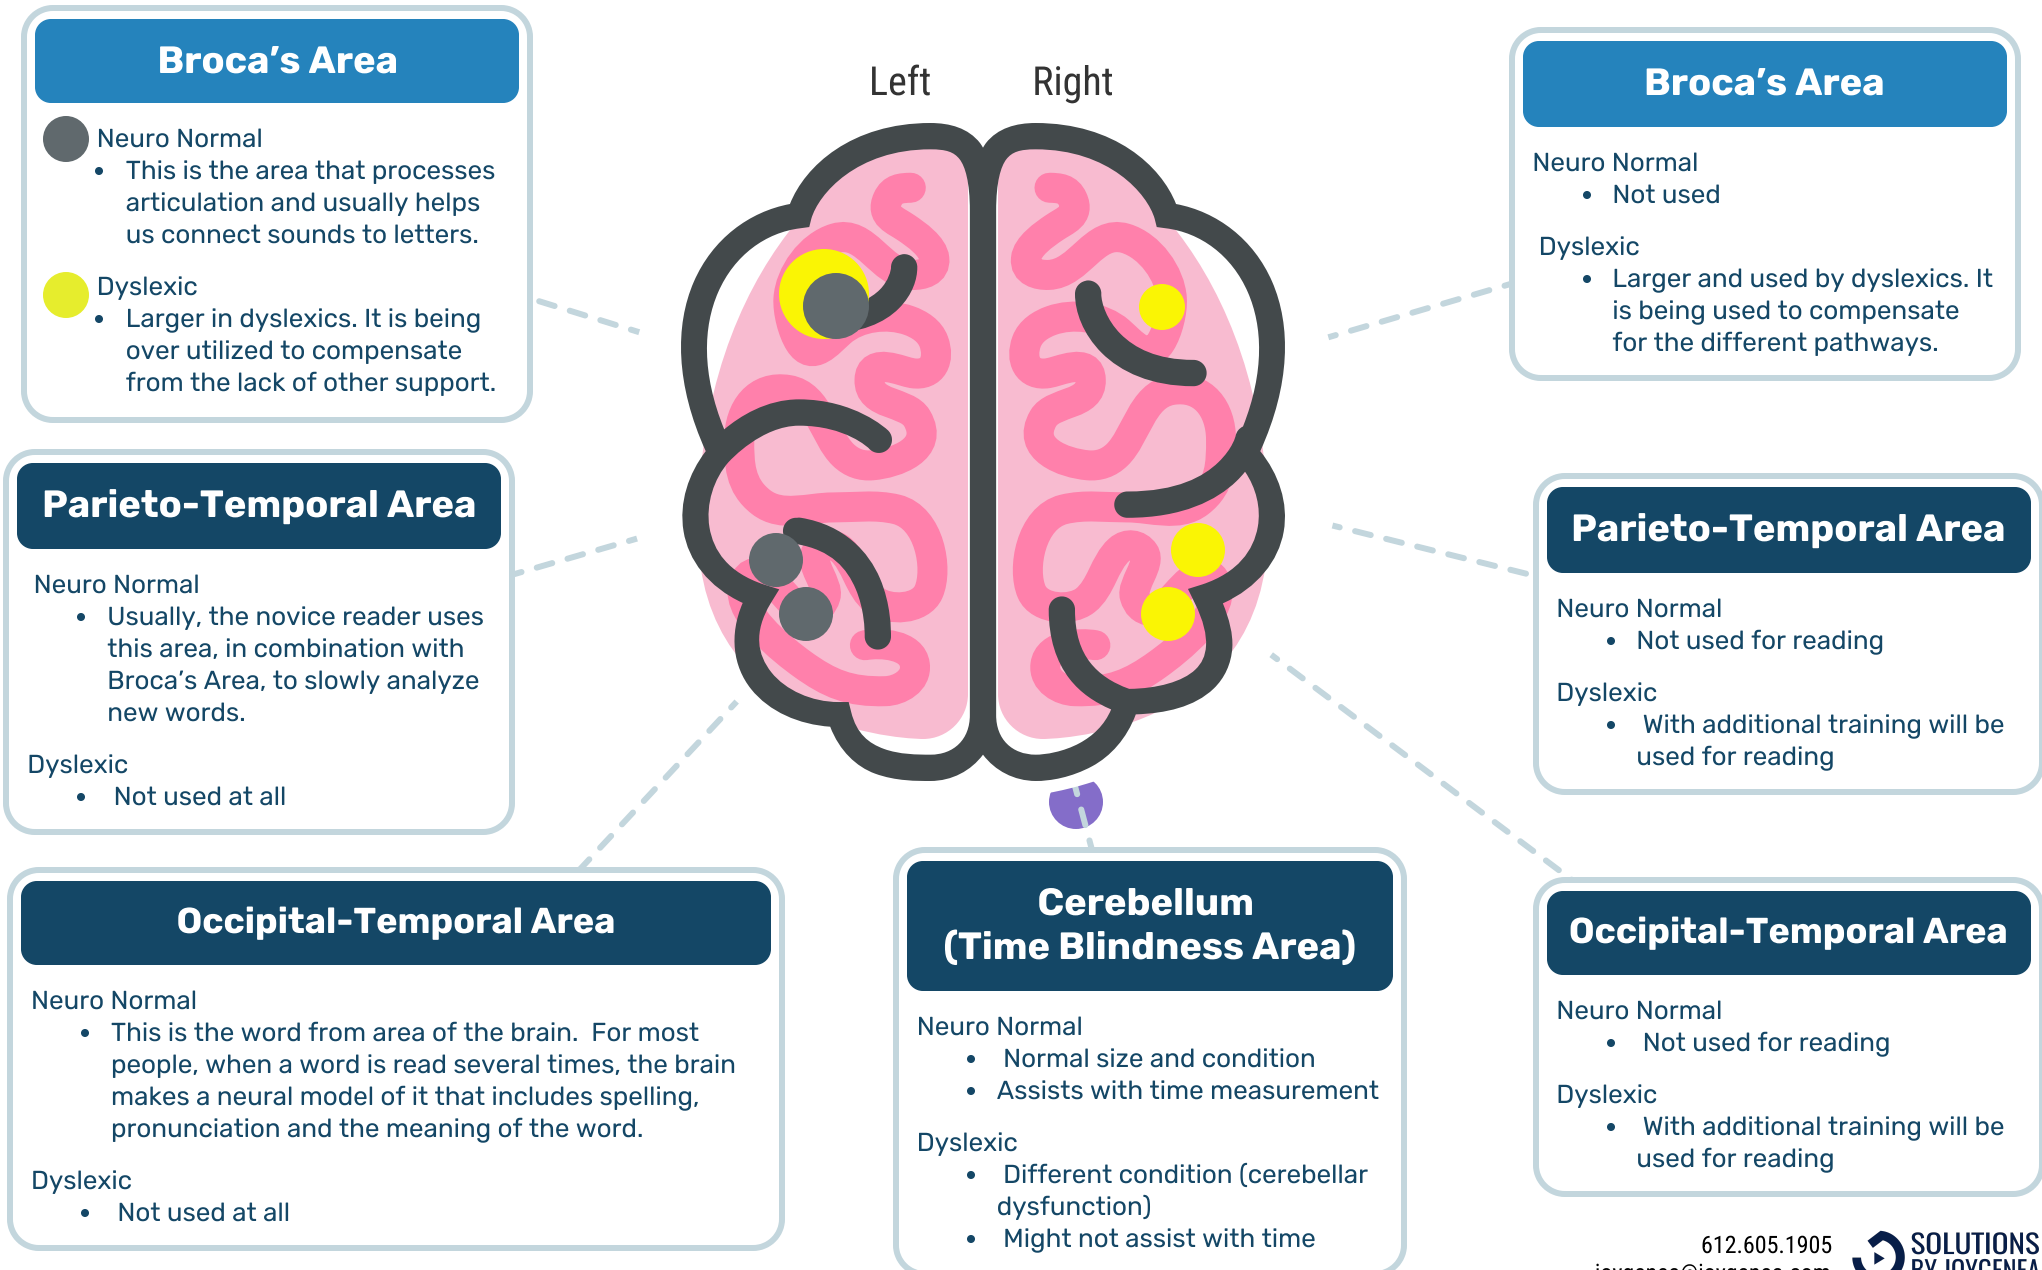 Broca's Area
Neuro Normal
• This is the area that processes
articulation and usually helps
us connect sounds to letters.
Dyslexic
• Larger in dyslexics. It is being
over utilized to compensate
from the lack of other support.
Left
Right
Broca's Area
Neuro Normal
• Not used
Dyslexic
• Larger and used by dyslexics. It
is being used to compensate
for the different pathways.
Parieto-Temporal Area
Neuro Normal
• Usually, the novice reader uses
this area, in combination with
Broca's Area, to slowly analyze
new words.
Dyslexic
• Not used at all
Parieto-Temporal Area
Neuro Normal
• Not used for reading
Dyslexic
• With additional training will be
used for reading
Occipital-Temporal Area
Neuro Normal
• This is the word from area of the brain. For most
people, when a word is read several times, the brain
makes a neural model of it that includes spelling,
pronunciation and the meaning of the word.
Dyslexic
• Not used at all
Cerebellum
(Time Blindness Area)
Neuro Normal
• Normal size and condition
• Assists with time measurement
Dyslexic
• Different condition (cerebellar
dysfunction)
• Might not assist with time
Occipital-Temporal Area
Neuro Normal
• Not used for reading
Dyslexic
• With additional training will be
used for reading
612.605.1905
SOLUTIONS
BY JOYGENEA